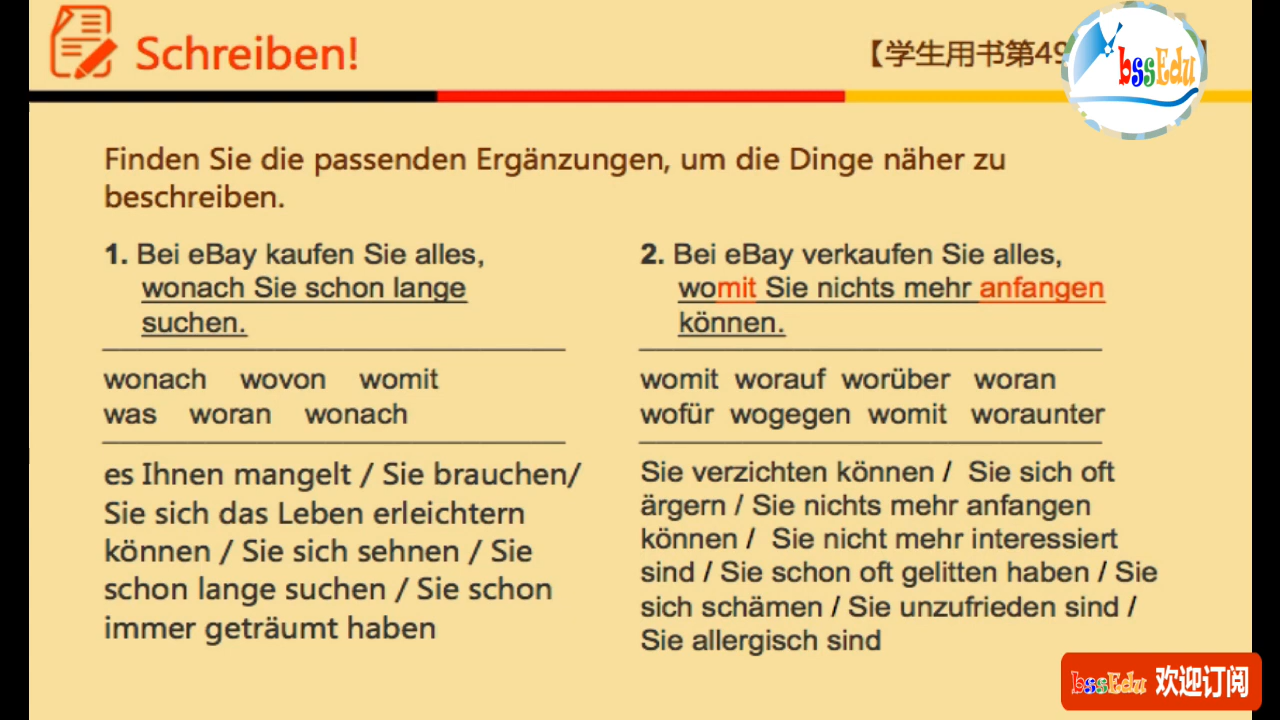 Schreiben!
【学生用书第49
bssEdu
Finden Sie die passenden Ergänzungen, um die Dinge näher zu
beschreiben.
1. Bei eBay kaufen Sie alles,
wonach Sie schon lange
suchen.
wonach wovon womit
was woran wonach
es Ihnen mangelt / Sie brauchen/
Sie sich das Leben erleichtern
können / Sie sich sehnen / Sie
schon lange suchen / Sie schon
immer geträumt haben
2. Bei eBay verkaufen Sie alles,
womit Sie nichts mehr anfangen
können.
womit worauf worüber woran
wofür wogegen womit woraunter
Sie verzichten können / Sie sich oft
ärgern / Sie nichts mehr anfangen
können / Sie nicht mehr interessiert
sind / Sie schon oft gelitten haben / Sie
sich schämen / Sie unzufrieden sind /
Sie allergisch sind
bssEdu 欢迎订阅